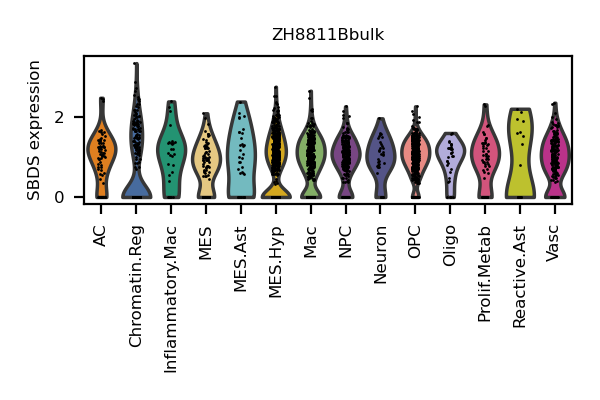 ZH8811Bbulk
SBDS expression
2
0
AC
Chromatin.Reg
Inflammatory.Mac
MES
MES.Ast
MES.Hyp
Mac
NPC
Neuron
OPC
Oligo
Prolif.Metab
Reactive.Ast
Vasc